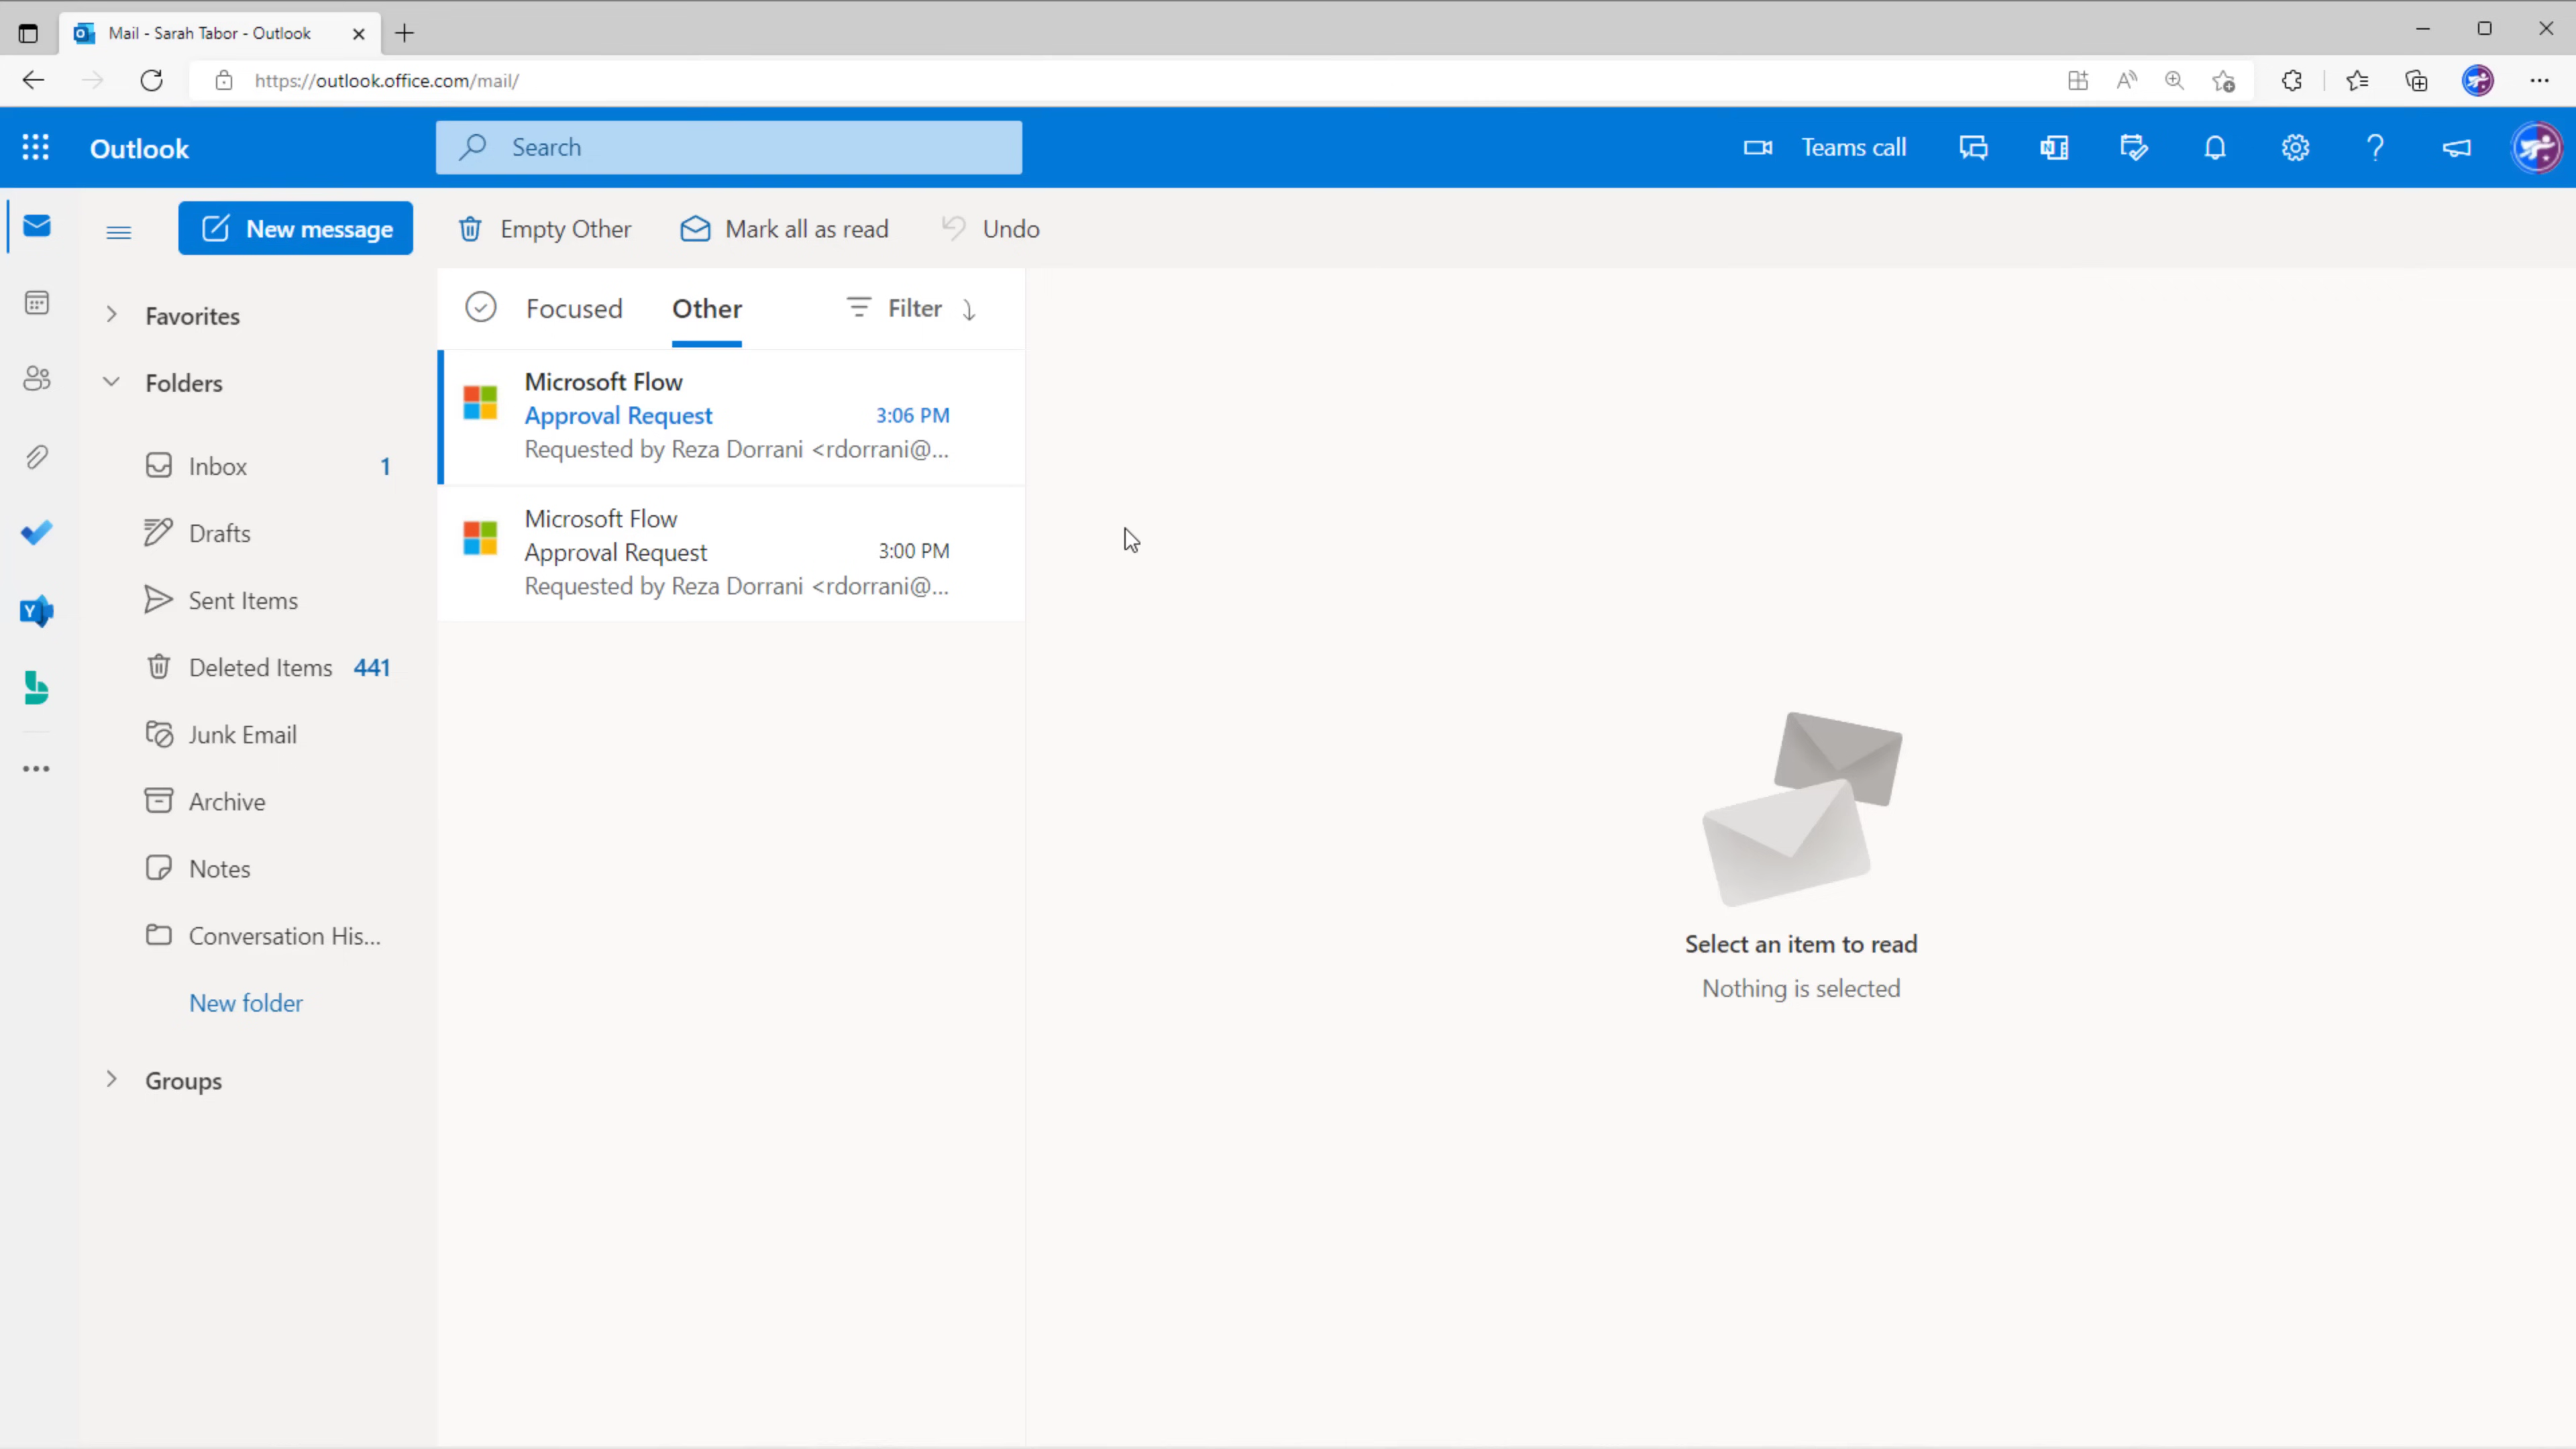 Mail - Sarah Tabor - Outlook
https://outlook.office.com/mail/
Outlook
Search
Teams call
New message
Empty Other
Mark all as read
Undo
Favorites
Folders
Inbox 1
Drafts
Sent Items
Deleted Items 441
Junk Email
Archive
Notes
Conversation His...
New folder
Groups
Focused Other Filter
Microsoft Flow
Approval Request 3:06 PM
Requested by Reza Dorrani <rdorrani@...
Microsoft Flow
Approval Request 3:00 PM
Requested by Reza Dorrani <rdorrani@...
Select an item to read
Nothing is selected